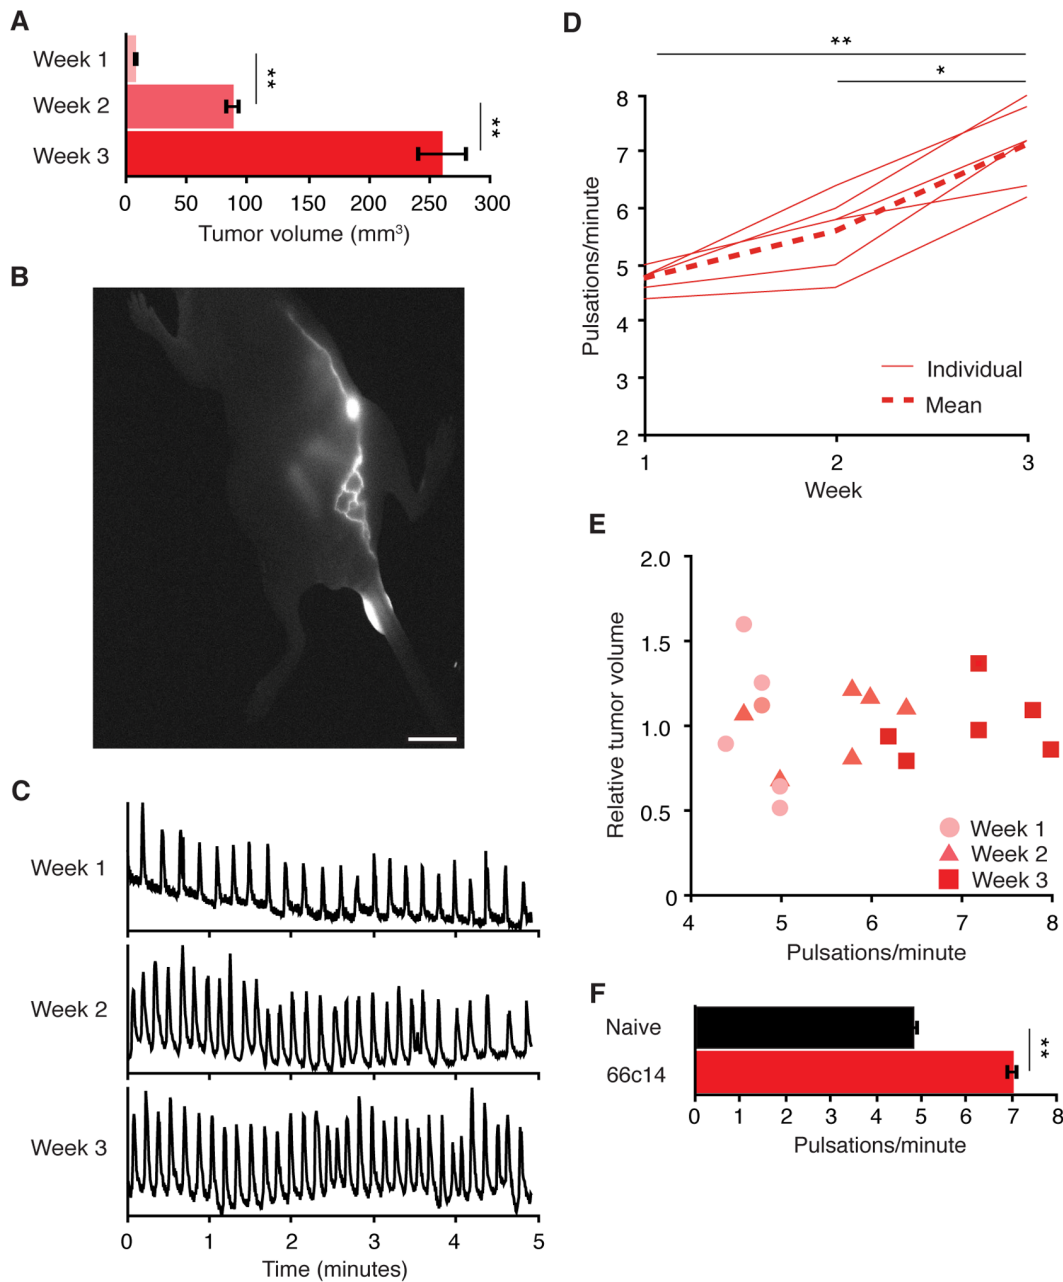 A
Week 1
Week 2
Week 3
**
**
0 50 100 150 200 250 300
Tumor volume (mm³)
B
C
Week 1
Week 2
Week 3
0 1 2 3 4 5
Time (minutes)
D
**
*
8
7
6
5
4
3
2
Pulsations/minute
Individual
Mean
1 2 3
Week
E
2.0
1.5
1.0
0.5
0
Relative tumor volume
Week 1
Week 2
Week 3
4 5 6 7 8
Pulsations/minute
F
Naive
66c14
**
0 1 2 3 4 5 6 7 8
Pulsations/minute